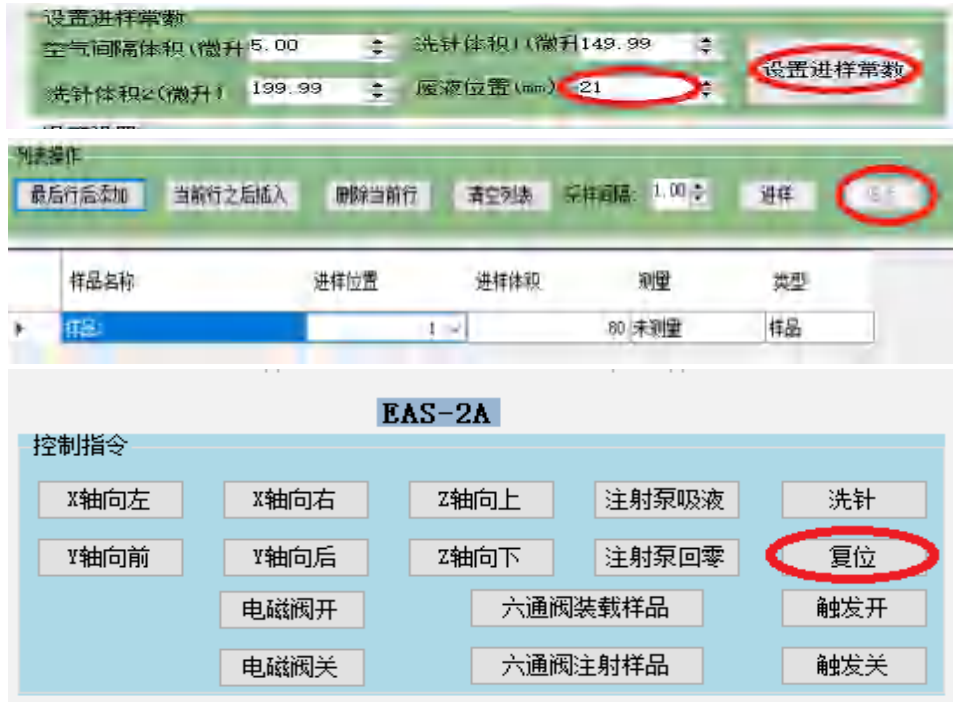 设置进样常数
空气间隔体积(微升 5.00 洗针体积1(微升 149.99 设置进样常数
洗针体积2(微升) 199.99 废液位置(mm) -21
列表操作
最后行后添加 当前行之后插入 删除当前行 清空列表 采样间隔: 1.00 进样
样品名称 进样位置 进样体积 测量 类型
样品1 1 80 未测量 样品
EAS-2A
控制指令
X轴向左 X轴向右 Z轴向上 注射泵吸液 洗针
Y轴向前 Y轴向后 Z轴向下 注射泵回零 复位
电磁阀开 六通阀装载样品 触发开
电磁阀关 六通阀注射样品 触发关